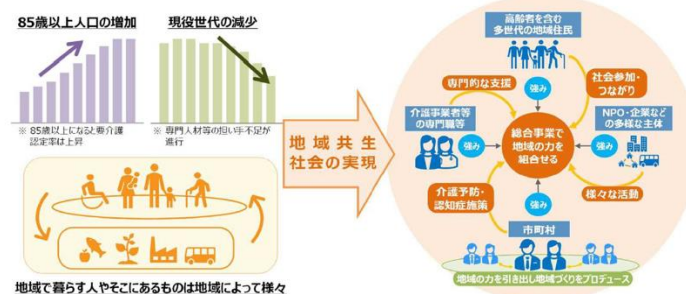 85歳以上人口の増加
現役世代の減少
※ 85歳以上になると要介護
認定率は上昇
※ 専門人材等の担い手不足が
進行
地域で暮らす人やそこにあるものは地域によって様々
地域共生
社会の実現
高齢者を含む
多世代の地域住民
専門的な支援
強み
社会参加・
つながり
介護事業者等
の専門職等
強み
総合事業で
地域の力を
組合せる
強み
NPO・企業など
の多様な主体
介護予防・
認知症施策
強み
様々な活動
市町村
地域の力を引き出し地域づくりをプロデュース